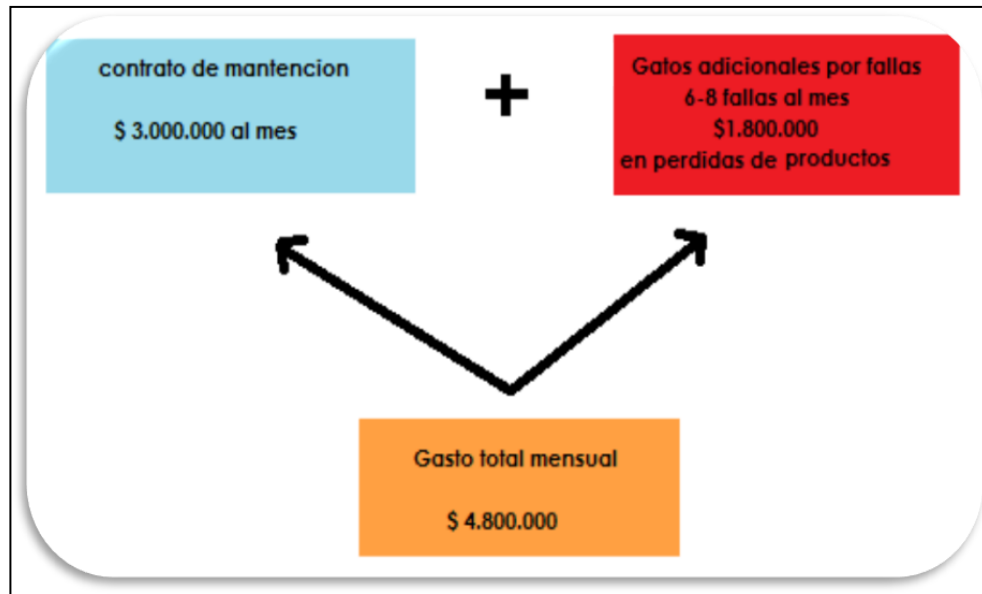 contrato de mantencion
$ 3.000.000 al mes
+
Gatos adicionales por fallas
6-8 fallas al mes
$1.800.000
en perdidas de productos
Gasto total mensual
$ 4.800.000